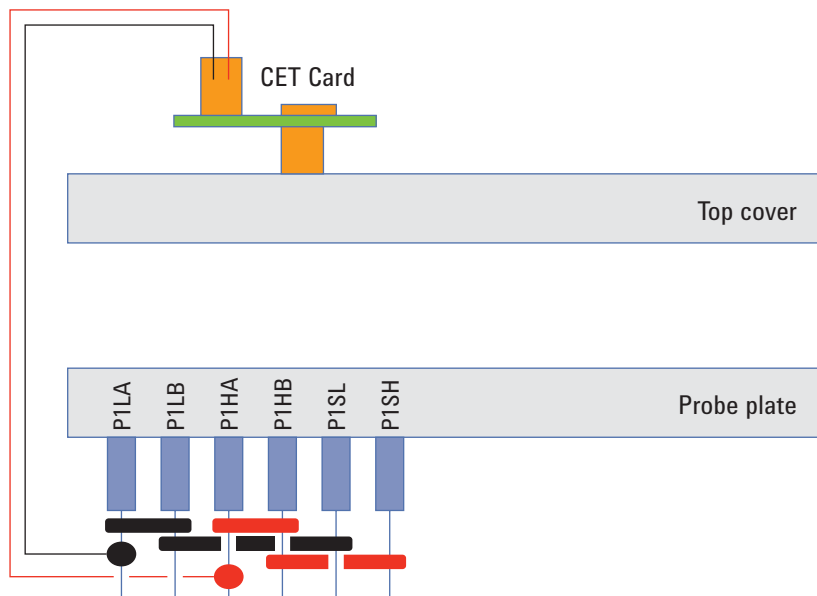 CET Card
Top cover
P1LA
P1LB
P1HA
P1HB
P1SL
P1SH
Probe plate